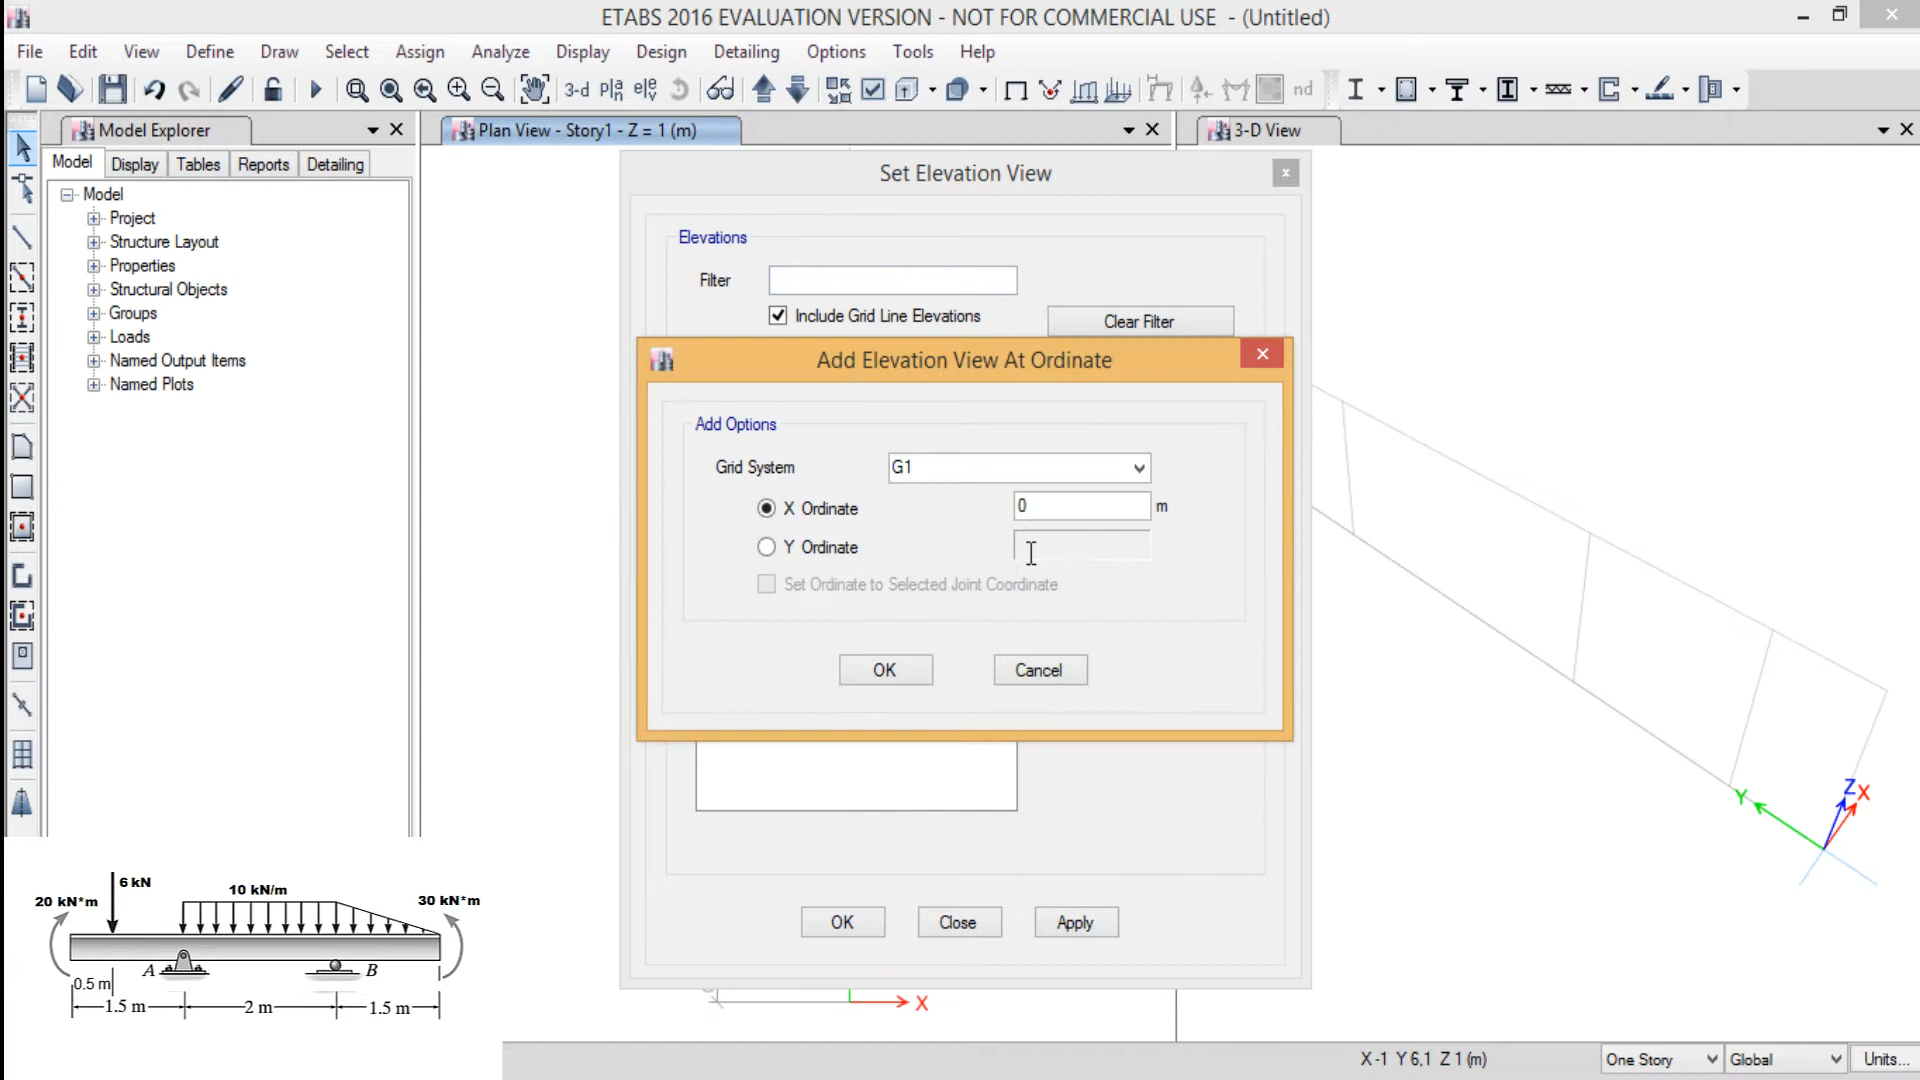 ETABS 2016 EVALUATION VERSION - NOT FOR COMMERCIAL USE - (Untitled)
File Edit View Define Draw Select Assign Analyze Display Design Detailing Options Tools Help
3-d pla elev nd
Model Explorer
Plan View - Story1 - Z = 1 (m)
3-D View
Model Display Tables Reports Detailing
Model
Project
Structure Layout
Properties
Structural Objects
Groups
Loads
Named Output Items
Named Plots
Set Elevation View
Elevations
Filter
Include Grid Line Elevations
Clear Filter
Add Elevation View At Ordinate
Add Options
Grid System G1
X Ordinate 0 m
Y Ordinate
Set Ordinate to Selected Joint Coordinate
OK Cancel
OK Close Apply
X
Y Z X
20 kN*m
6 kN
10 kN/m
30 kN*m
A B
0.5 m
1.5 m 2 m 1.5 m
X -1 Y 6,1 Z 1 (m)
One Story Global Units...